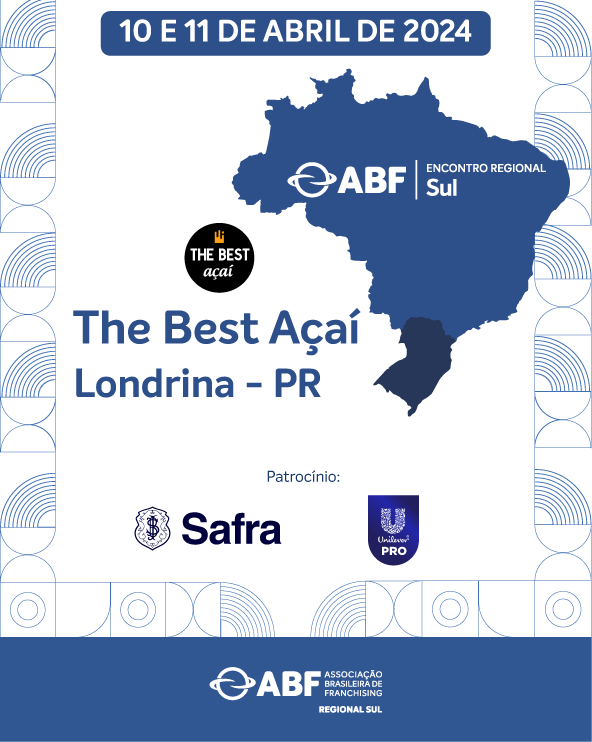 10 E 11 DE ABRIL DE 2024
ABF
ENCONTRO REGIONAL
Sul
THE BEST
açaí
The Best Açaí
Londrina - PR
Patrocínio:
Safra
Unilever
PRO
ABF
ASSOCIAÇÃO
BRASILEIRA DE
FRANCHISING
REGIONAL SUL